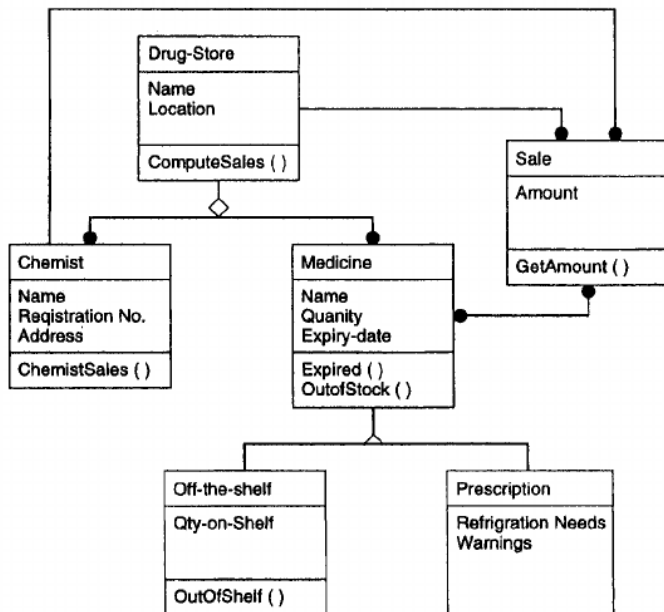 Drug-Store
Name
Location
ComputeSales ( )
Sale
Amount
GetAmount ( )
Chemist
Name
Reqistration No.
Address
ChemistSales ( )
Medicine
Name
Quanity
Expiry-date
Expired ( )
OutofStock ( )
Off-the-shelf
Qty-on-Shelf
OutOfShelf ( )
Prescription
Refrigration Needs
Warnings